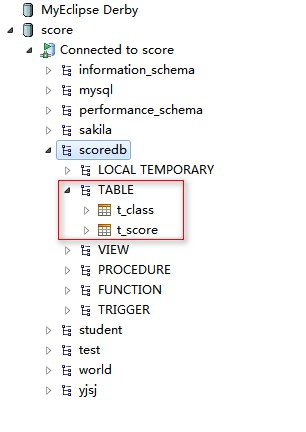 MyEclipse Derby
score
Connected to score
information_schema
mysql
performance_schema
sakila
scoredb
LOCAL TEMPORARY
TABLE
t_class
t_score
VIEW
PROCEDURE
FUNCTION
TRIGGER
student
test
world
yjsj